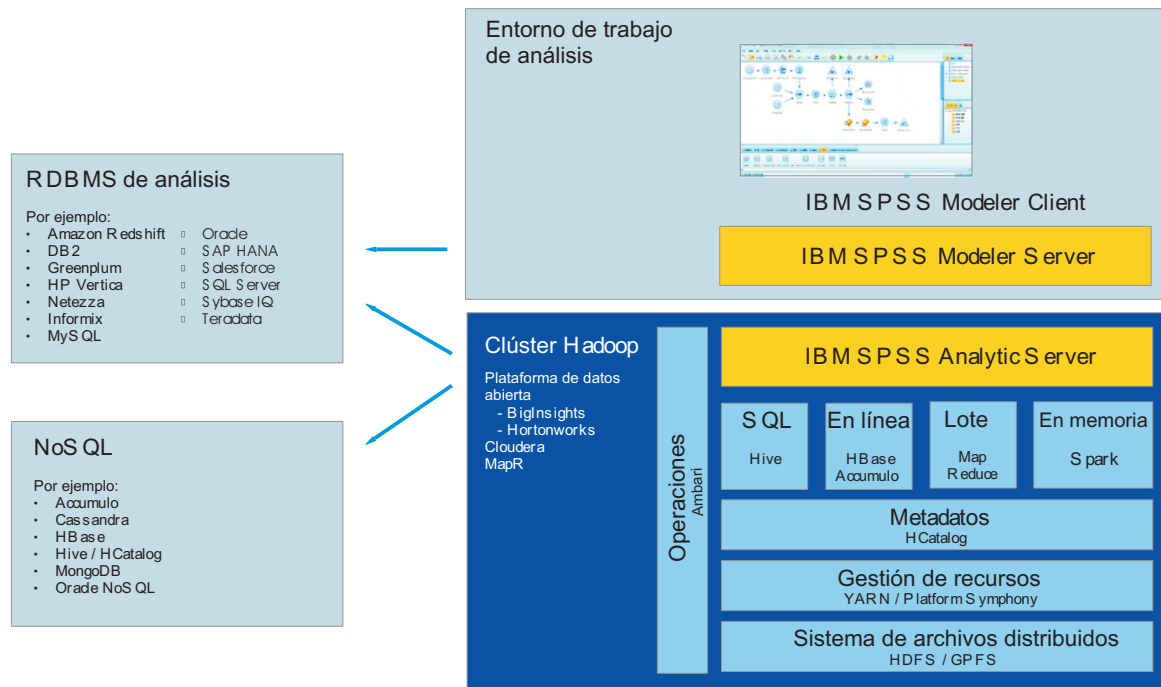 Entorno de trabajo
de análisis
IBM SPSS Modeler Client
IBM SPSS Modeler Server
RDBMS de análisis
Por ejemplo:
• Amazon Redshift
• DB2
• Greenplum
• HP Vertica
• Netezza
• Informix
• MySQL
▯ Oracle
▯ SAP HANA
▯ Salesforce
▯ SQL Server
▯ Sybase IQ
▯ Teradata
NoSQL
Por ejemplo:
• Accumulo
• Cassandra
• HBase
• Hive / HCatalog
• MongoDB
• Oracle NoSQL
Clúster Hadoop
Plataforma de datos
abierta
- BigInsights
- Hortonworks
Cloudera
MapR
Operaciones
Ambari
IBM SPSS Analytic Server
SQL
Hive
En línea
HBase
Accumulo
Lote
Map
Reduce
En memoria
Spark
Metadatos
HCatalog
Gestión de recursos
YARN / Platform Symphony
Sistema de archivos distribuidos
HDFS / GPFS